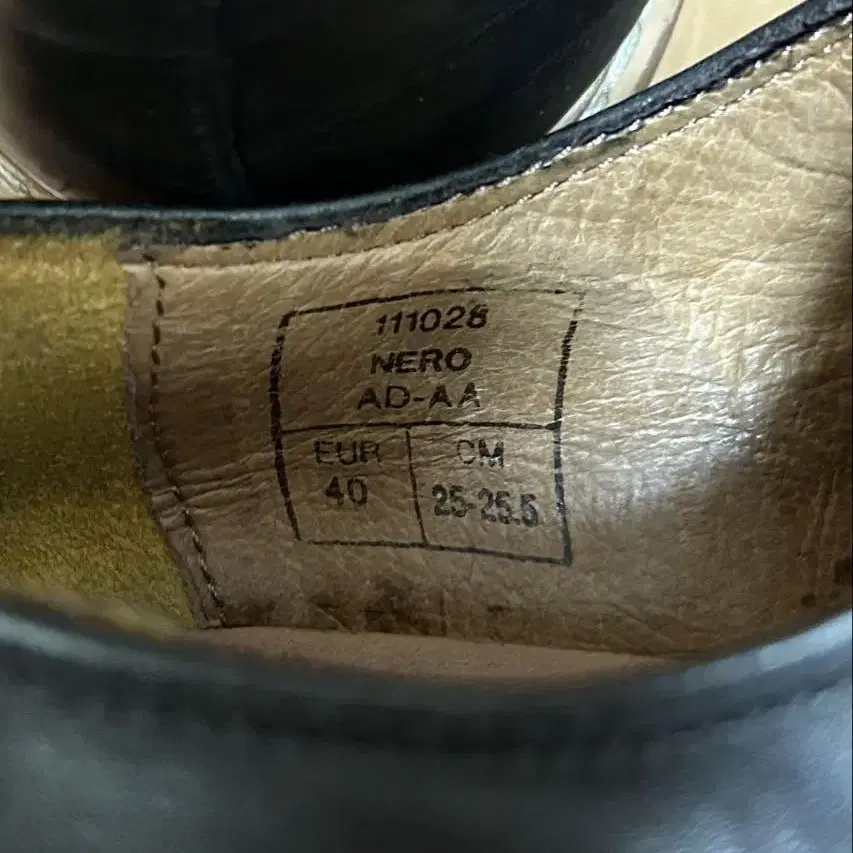 111028
NERO
AD-AA
EUR CM
40 25-25.5